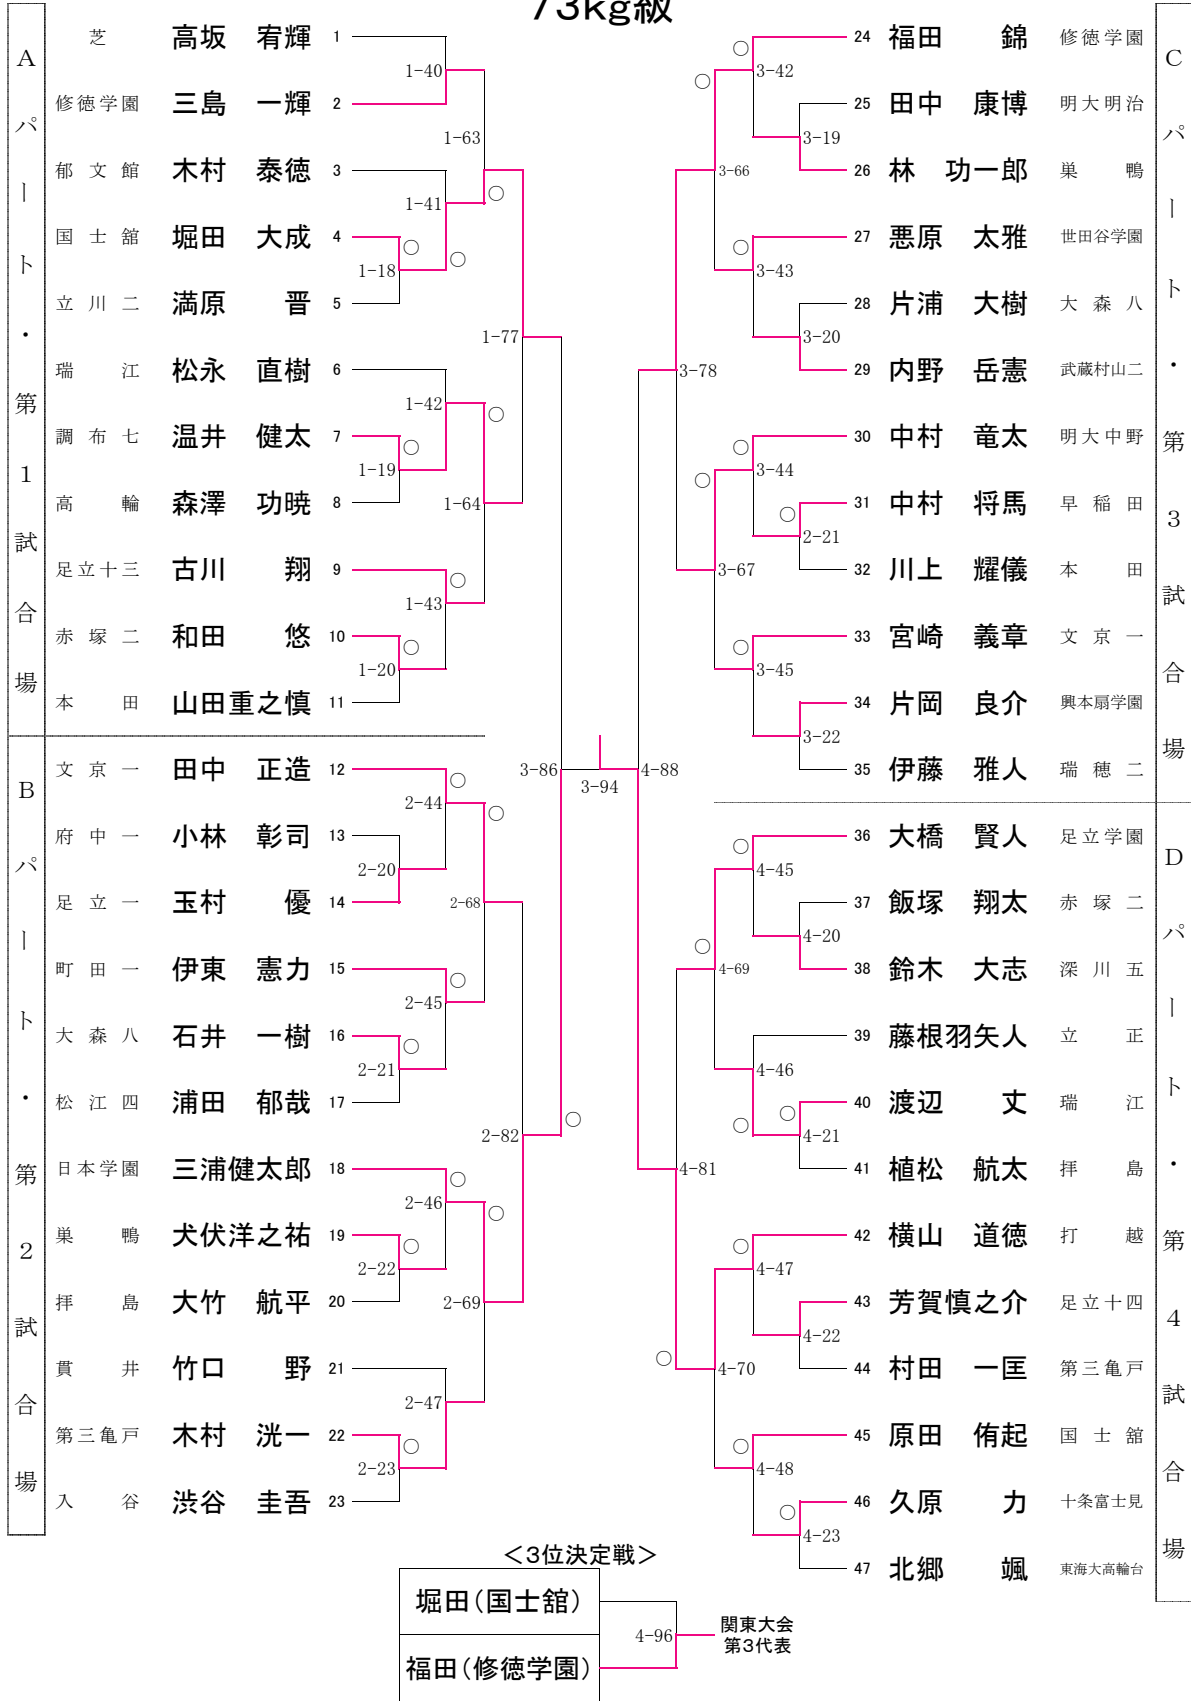 73kg級
Aパート・第1試合場
芝 高坂 宥輝 1
修徳学園 三島 一輝 2
郁文館 木村 泰徳 3
国士舘 堀田 大成 4
立川二 満原 晋 5
瑞江 松永 直樹 6
調布七 温井 健太 7
高輪 森澤 功暁 8
足立十三 古川 翔 9
赤塚二 和田 悠 10
本田 山田重之慎 11
1-40
1-63
1-41
1-18
1-77
1-42
1-19
1-64
1-43
1-20
Bパート・第2試合場
文京一 田中 正造 12
府中一 小林 彰司 13
足立一 玉村 優 14
町田一 伊東 憲力 15
大森八 石井 一樹 16
松江四 浦田 郁哉 17
日本学園 三浦健太郎 18
巣鴨 犬伏洋之祐 19
拝島 大竹 航平 20
貫井 竹口 野 21
第三亀戸 木村 洸一 22
入谷 渋谷 圭吾 23
2-44
2-20
2-68
2-45
2-21
2-82
2-46
2-22
2-69
2-47
2-23
3-86
3-94
4-88
Cパート・第3試合場
24 福田 錦 修徳学園
25 田中 康博 明大明治
26 林 功一郎 巣鴨
27 悪原 太雅 世田谷学園
28 片浦 大樹 大森八
29 内野 岳憲 武蔵村山二
30 中村 竜太 明大中野
31 中村 将馬 早稲田
32 川上 耀儀 本田
33 宮崎 義章 文京一
34 片岡 良介 興本扇学園
35 伊藤 雅人 瑞穂二
3-42
3-19
3-66
3-43
3-20
3-78
3-44
2-21
3-67
3-45
3-22
Dパート・第4試合場
36 大橋 賢人 足立学園
37 飯塚 翔太 赤塚二
38 鈴木 大志 深川五
39 藤根羽矢人 立正
40 渡辺 丈 瑞江
41 植松 航太 拝島
42 横山 道徳 打越
43 芳賀慎之介 足立十四
44 村田 一匡 第三亀戸
45 原田 侑起 国士舘
46 久原 力 十条富士見
47 北郷 颯 東海大高輪台
4-45
4-20
4-69
4-46
4-21
4-81
4-47
4-22
4-70
4-48
4-23
<3位決定戦>
堀田(国士舘)
福田(修徳学園)
4-96
関東大会
第3代表